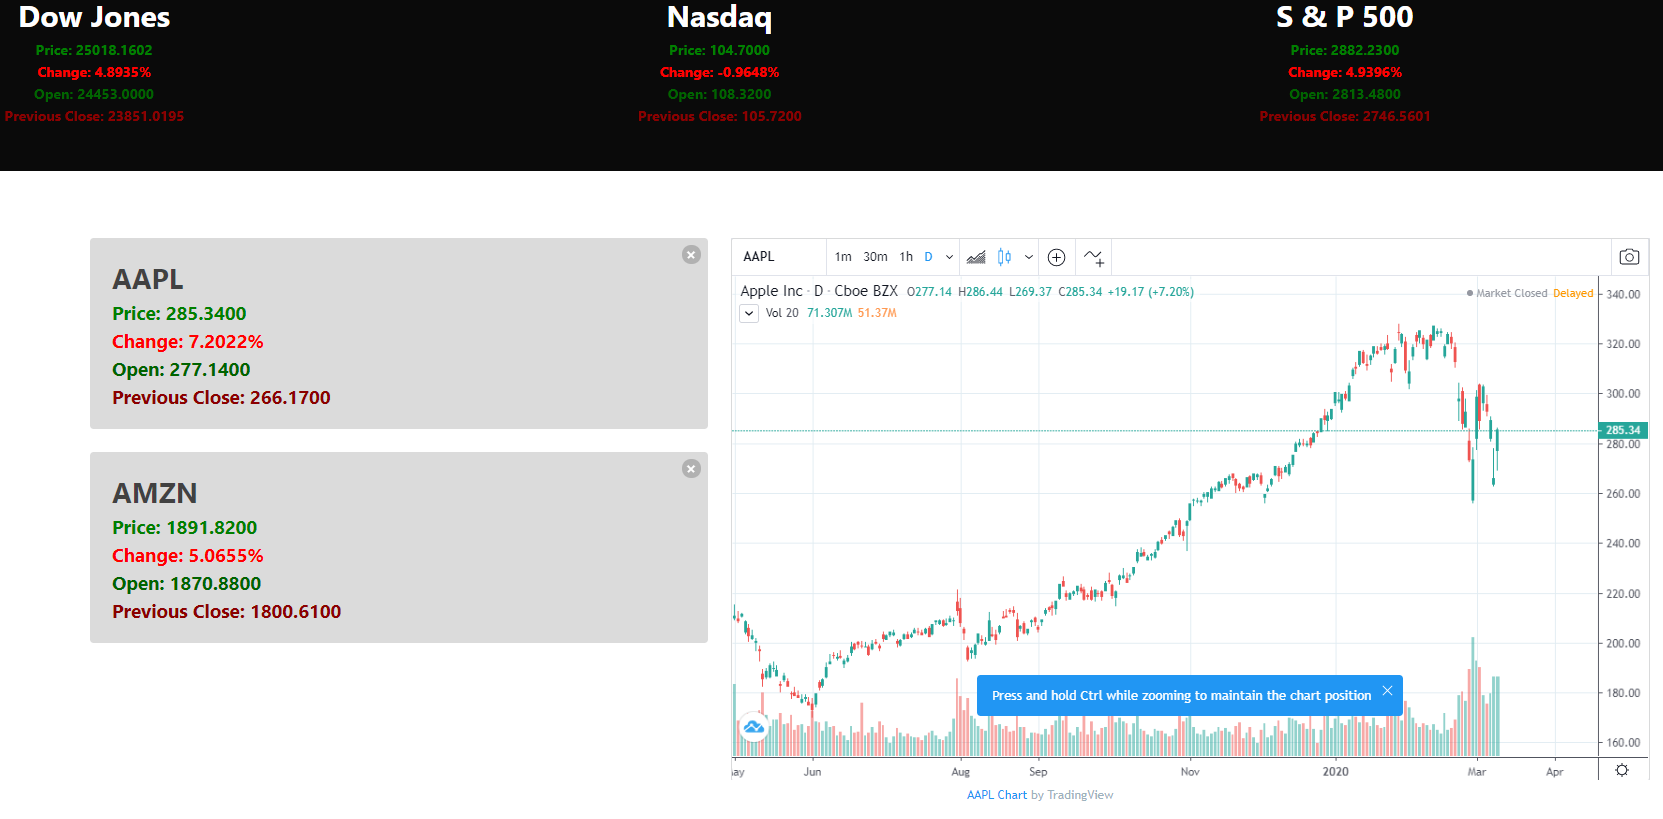 Dow Jones
Price: 25018.1602
Change: 4.8935%
Open: 24453.0000
Previous Close: 23851.0195
Nasdaq
Price: 104.7000
Change: -0.9648%
Open: 108.3200
Previous Close: 105.7200
S & P 500
Price: 2882.2300
Change: 4.9396%
Open: 2813.4800
Previous Close: 2746.5601
AAPL
Price: 285.3400
Change: 7.2022%
Open: 277.1400
Previous Close: 266.1700
AMZN
Price: 1891.8200
Change: 5.0655%
Open: 1870.8800
Previous Close: 1800.6100
AAPL 1m 30m 1h D
Apple Inc · D · Cboe BZX O277.14 H286.44 L269.37 C285.34 +19.17 (+7.20%)
Market Closed Delayed
Vol 20 71.307M 51.37M
340.00
320.00
300.00
285.34
280.00
260.00
240.00
220.00
200.00
180.00
160.00
Press and hold Ctrl while zooming to maintain the chart position
ay Jun Aug Sep Nov 2020 Mar Apr
AAPL Chart by TradingView